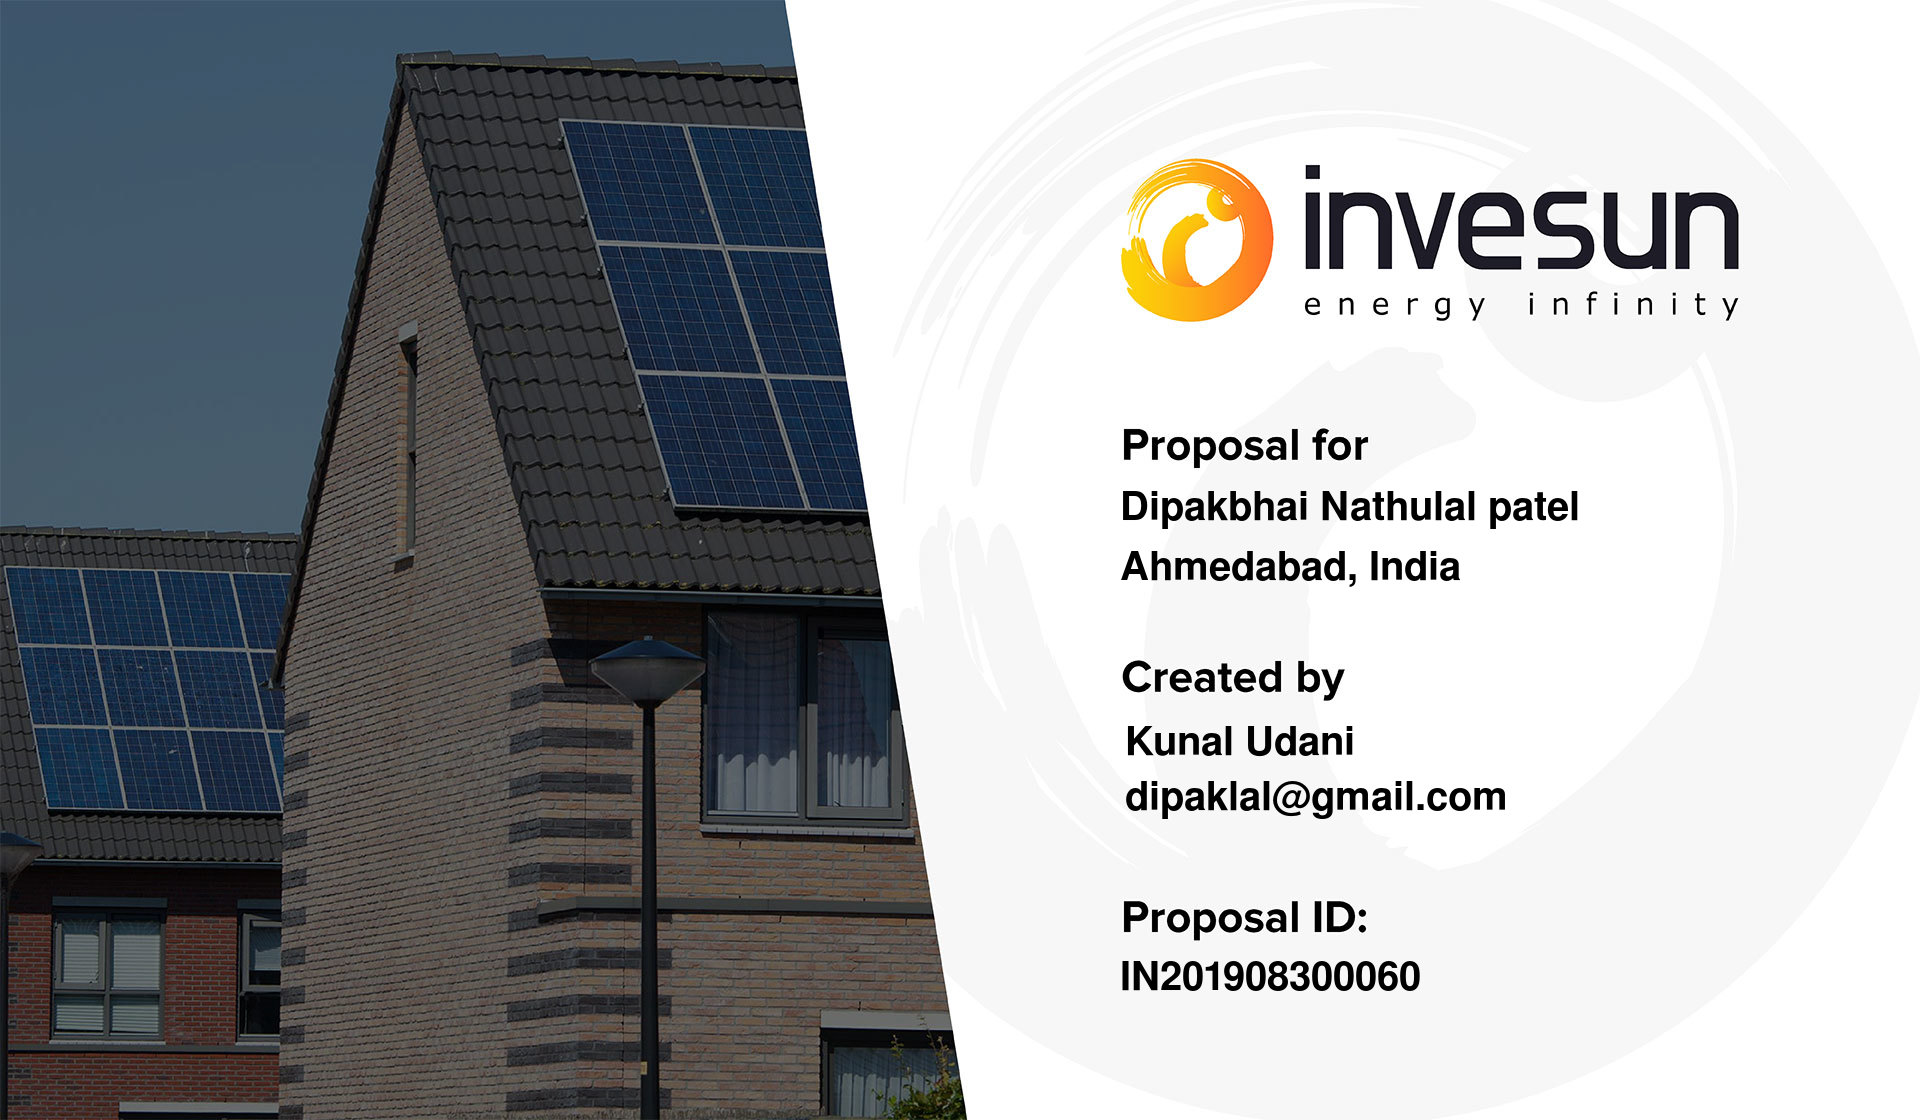 invesun
energy infinity
Proposal for
Dipakbhai Nathulal patel
Ahmedabad, India
Created by
Kunal Udani
dipaklal@gmail.com
Proposal ID:
IN201908300060